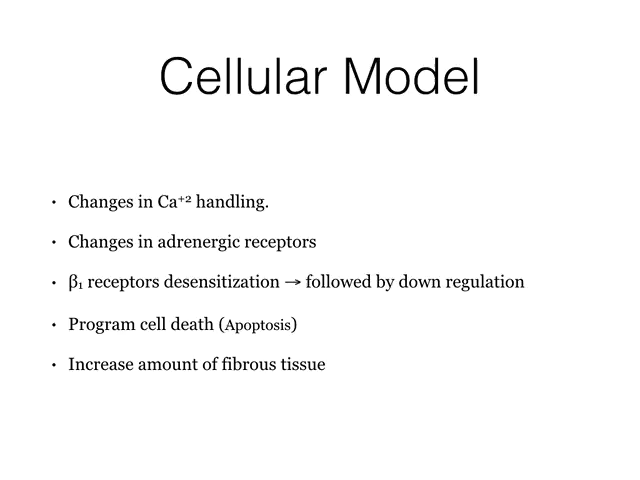 Cellular Model
• Changes in Ca⁺² handling.
• Changes in adrenergic receptors
• β₁ receptors desensitization → followed by down regulation
• Program cell death (Apoptosis)
• Increase amount of fibrous tissue